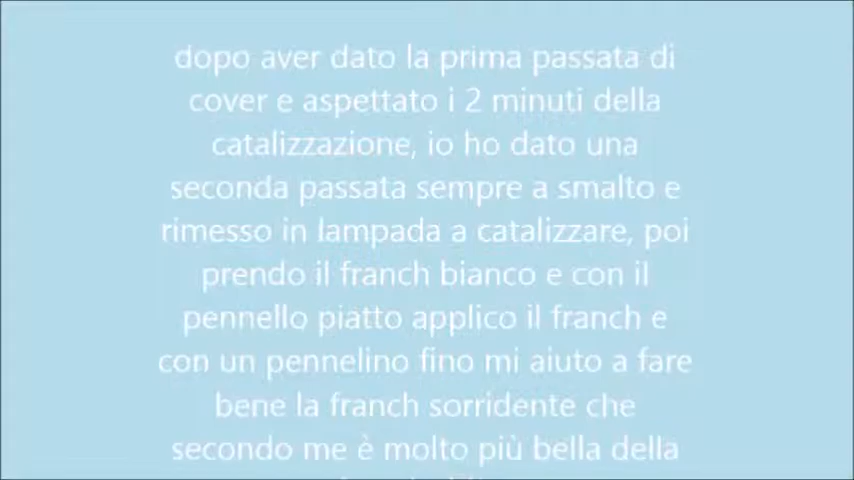 dopo aver dato la prima passata di
cover e aspettato i 2 minuti della
catalizzazione, io ho dato una
seconda passata sempre a smalto e
rimesso in lampada a catalizzare, poi
prendo il franch bianco e con il
pennello piatto applico il franch e
con un pennelino fino mi aiuto a fare
bene la franch sorridente che
secondo me è molto più bella della